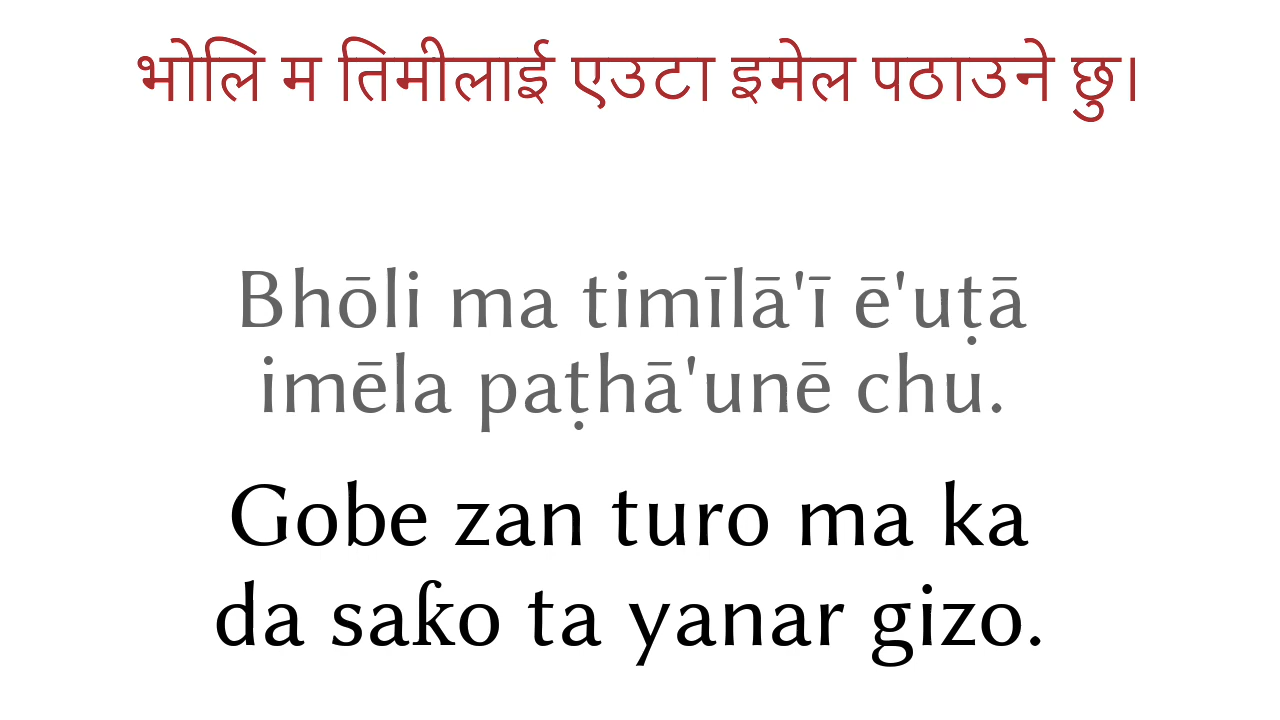 भोलि म तिमीलाई एउटा इमेल पठाउने छु।
Bhōli ma timīlā'ī ē'uṭā
imēla paṭhā'unē chu.
Gobe zan turo ma ka
da saƙo ta yanar gizo.